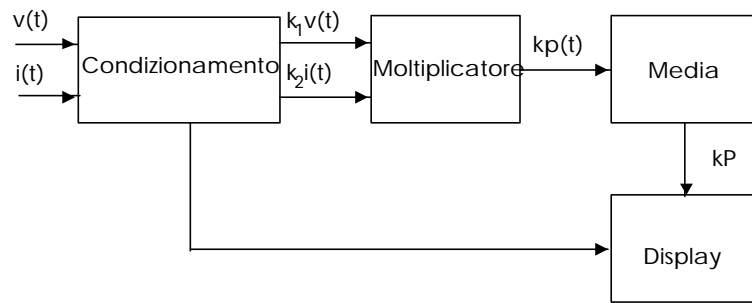 v(t)
i(t)
Condizionamento
k₁v(t)
k₂i(t)
Moltiplicatore
kp(t)
Media
kP
Display